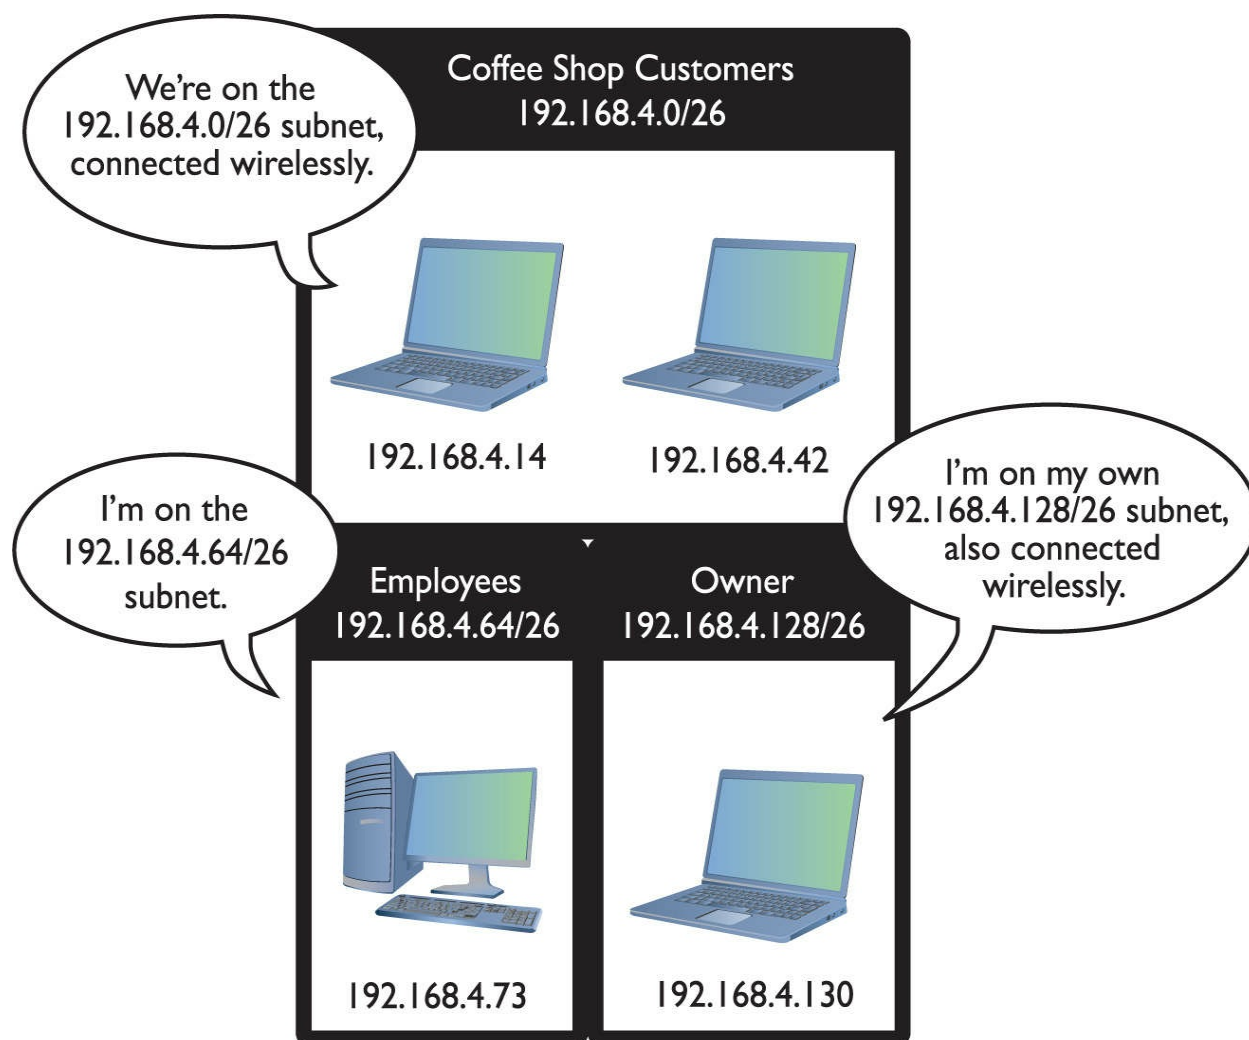 We’re on the
192.168.4.0/26 subnet,
connected wirelessly.
Coffee Shop Customers
192.168.4.0/26
192.168.4.14
192.168.4.42
I’m on the
192.168.4.64/26
subnet.
I’m on my own
192.168.4.128/26 subnet,
also connected
wirelessly.
Employees
192.168.4.64/26
Owner
192.168.4.128/26
192.168.4.73
192.168.4.130